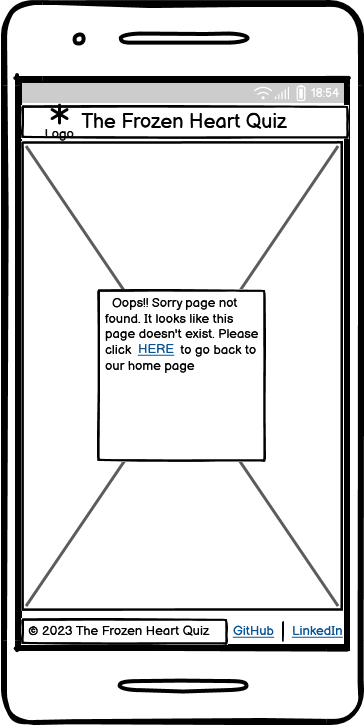 18:54
Logo The Frozen Heart Quiz
Oops!! Sorry page not
found. It looks like this
page doesn't exist. Please
click HERE to go back to
our home page
© 2023 The Frozen Heart Quiz GitHub | LinkedIn